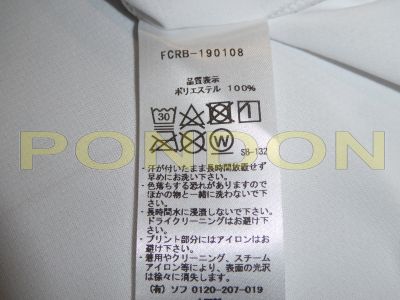 FCRB-190108
品質表示
ポリエステル 100%
30
SB-132
PONDON
・汗が付いたまま長時間放置せず
早めにお洗い下さい。
・色落ちする恐れがありますので
ほかの物と一緒に洗わないで下
さい。
・長時間水に浸漬しないで下さい。
ドライクリーニングはお避け下
さい。
・プリント部分にはアイロンはお
避け下さい。
・着用やクリーニング、スチーム
アイロン等により、表面の光沢
は徐々に消失します。
(有) ソフ 0120-207-019